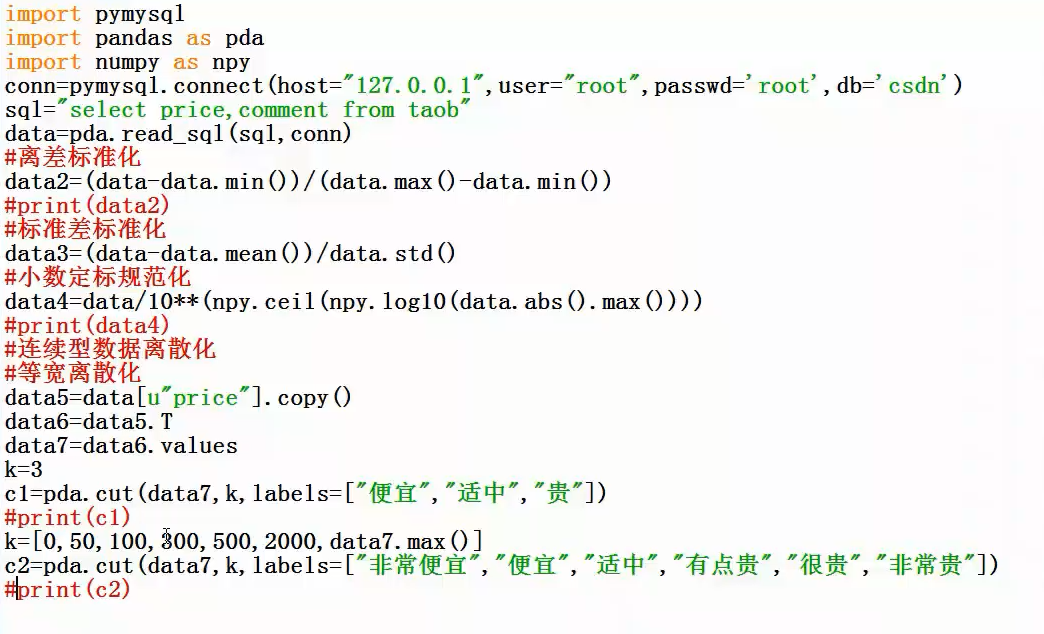 import pymysql
import pandas as pda
import numpy as npy
conn=pymysql.connect(host="127.0.0.1",user="root",passwd='root',db='csdn')
sql="select price,comment from taob"
data=pda.read_sql(sql,conn)
#离差标准化
data2=(data-data.min())/(data.max()-data.min())
#print(data2)
#标准差标准化
data3=(data-data.mean())/data.std()
#小数定标规范化
data4=data/10**(npy.ceil(npy.log10(data.abs().max())))
#print(data4)
#连续型数据离散化
#等宽离散化
data5=data[u"price"].copy()
data6=data5.T
data7=data6.values
k=3
c1=pda.cut(data7,k,labels=["便宜","适中","贵"])
#print(c1)
k=[0,50,100,300,500,2000,data7.max()]
c2=pda.cut(data7,k,labels=["非常便宜","便宜","适中","有点贵","很贵","非常贵"])
#print(c2)